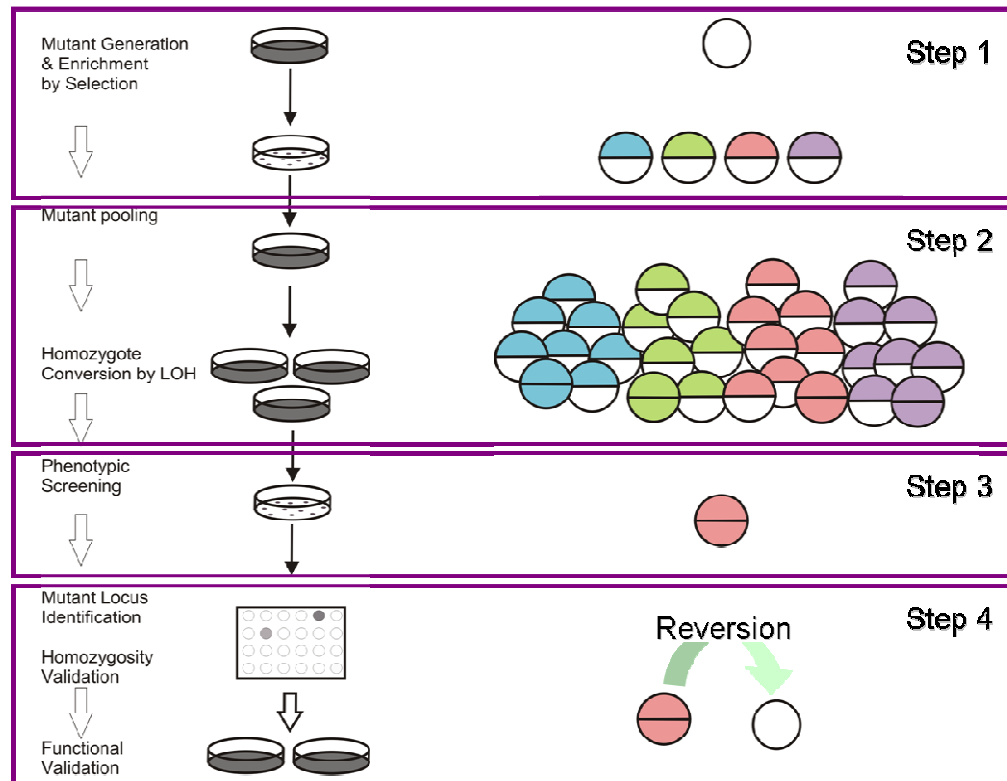 Mutant Generation
& Enrichment
by Selection
Step 1
Mutant pooling
Step 2
Homozygote
Conversion by LOH
Phenotypic
Screening
Step 3
Mutant Locus
Identification
Step 4
Reversion
Homozygosity
Validation
Functional
Validation